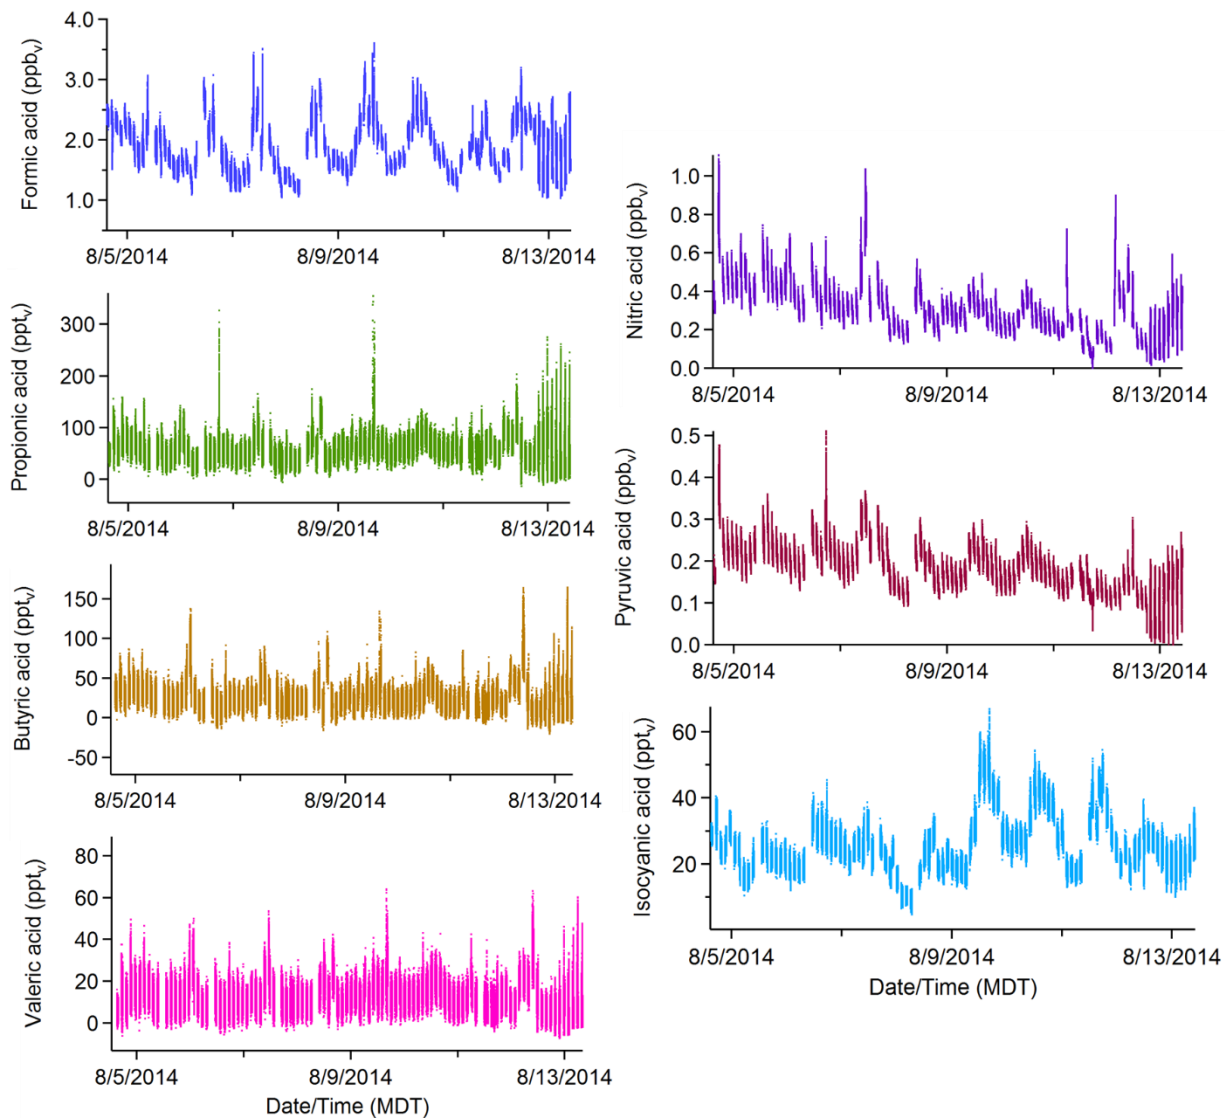 Formic acid (ppbv)
4.0
3.0
2.0
1.0
8/5/2014 8/9/2014 8/13/2014
Propionic acid (pptv)
300
200
100
0
8/5/2014 8/9/2014 8/13/2014
Butyric acid (pptv)
150
100
50
0
-50
8/5/2014 8/9/2014 8/13/2014
Valeric acid (pptv)
80
60
40
20
0
8/5/2014 8/9/2014 8/13/2014
Date/Time (MDT)
Nitric acid (ppbv)
1.0
0.8
0.6
0.4
0.2
0.0
8/5/2014 8/9/2014 8/13/2014
Pyruvic acid (ppbv)
0.5
0.4
0.3
0.2
0.1
0.0
8/5/2014 8/9/2014 8/13/2014
Isocyanic acid (pptv)
60
40
20
8/5/2014 8/9/2014 8/13/2014
Date/Time (MDT)